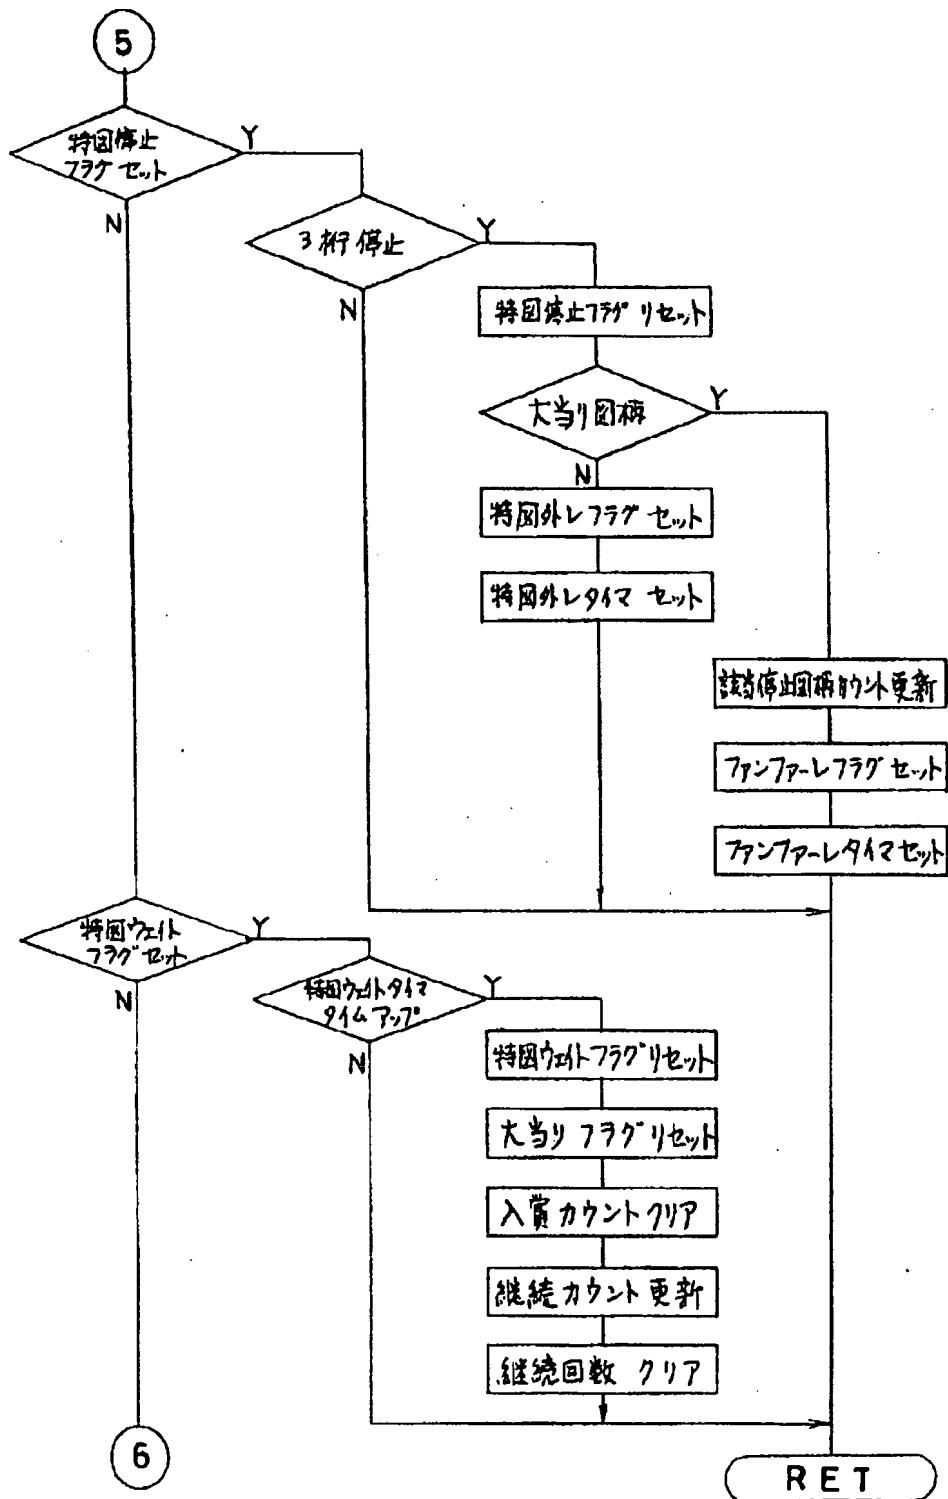 5
特図停止
フラグ セット
Y
N
3桁停止
Y
N
特図停止フラグ リセット
大当り図柄
Y
N
特図外レフラグ セット
特図外レタイマ セット
該当停止図柄カウント更新
ファンファーレフラグ セット
ファンファーレタイマセット
特図ウェイト
フラグ セット
Y
N
特図ウェイトタイマ
タイム アップ
Y
N
特図ウェイトフラグリセット
大当り フラグリセット
入賞 カウント クリア
継続 カウント 更新
継続回数 クリア
6
RET